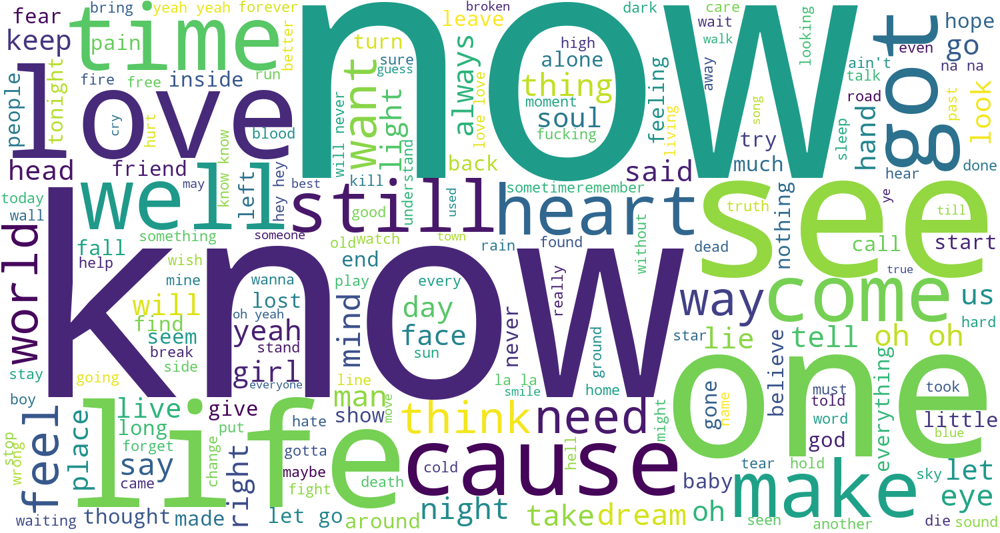 now
know
love
time
see
one
life
got
well
still
heart
come
cause
make
want
way
world
need
think
feel
fear
bring
yeah yeah
forever
broken
dark
care
hope
keep
pain
better
leave
wait
walk
looking
go
high
turn
sure
guess
alone
always
thing
moment
soul
fucking
feeling
away
song
even
ain't
na na
talk
road
past
look
hand
people
tonight
fire
free
run
inside
cry
hurt
blood
light
will never
love love
living
try
much
sleep
hear
done
head
friend
know know
hey hey
left
may
best
kill
understand
back
said
sometime
remember
today
wall
something
someone
good
used
old
watch
town
rain
found
without
dead
truth
nothing
ye
till
call
start
fall
help
wish
mine
wanna
end
play
every
really
true
us
hard
will
find
lost
oh yeah
seem
yeah
break
stand
side
girl
everyone
mind
day
face
sun
never
ground
star
lie
tell
oh oh
believe
everything
stay
going
line
la la
smile
home
boy
live
give
man
move
show
hate
long
put
might
gone
name
must
told
took
word
little
god
blue
place
forget
stop
wrong
say
came
change
right
gotta
maybe
fight
death
cold
hell
baby
tear
hold
sky
let
eye
waiting
thought
made
let go
around
night
take
dream
oh
seen
another
die
sound